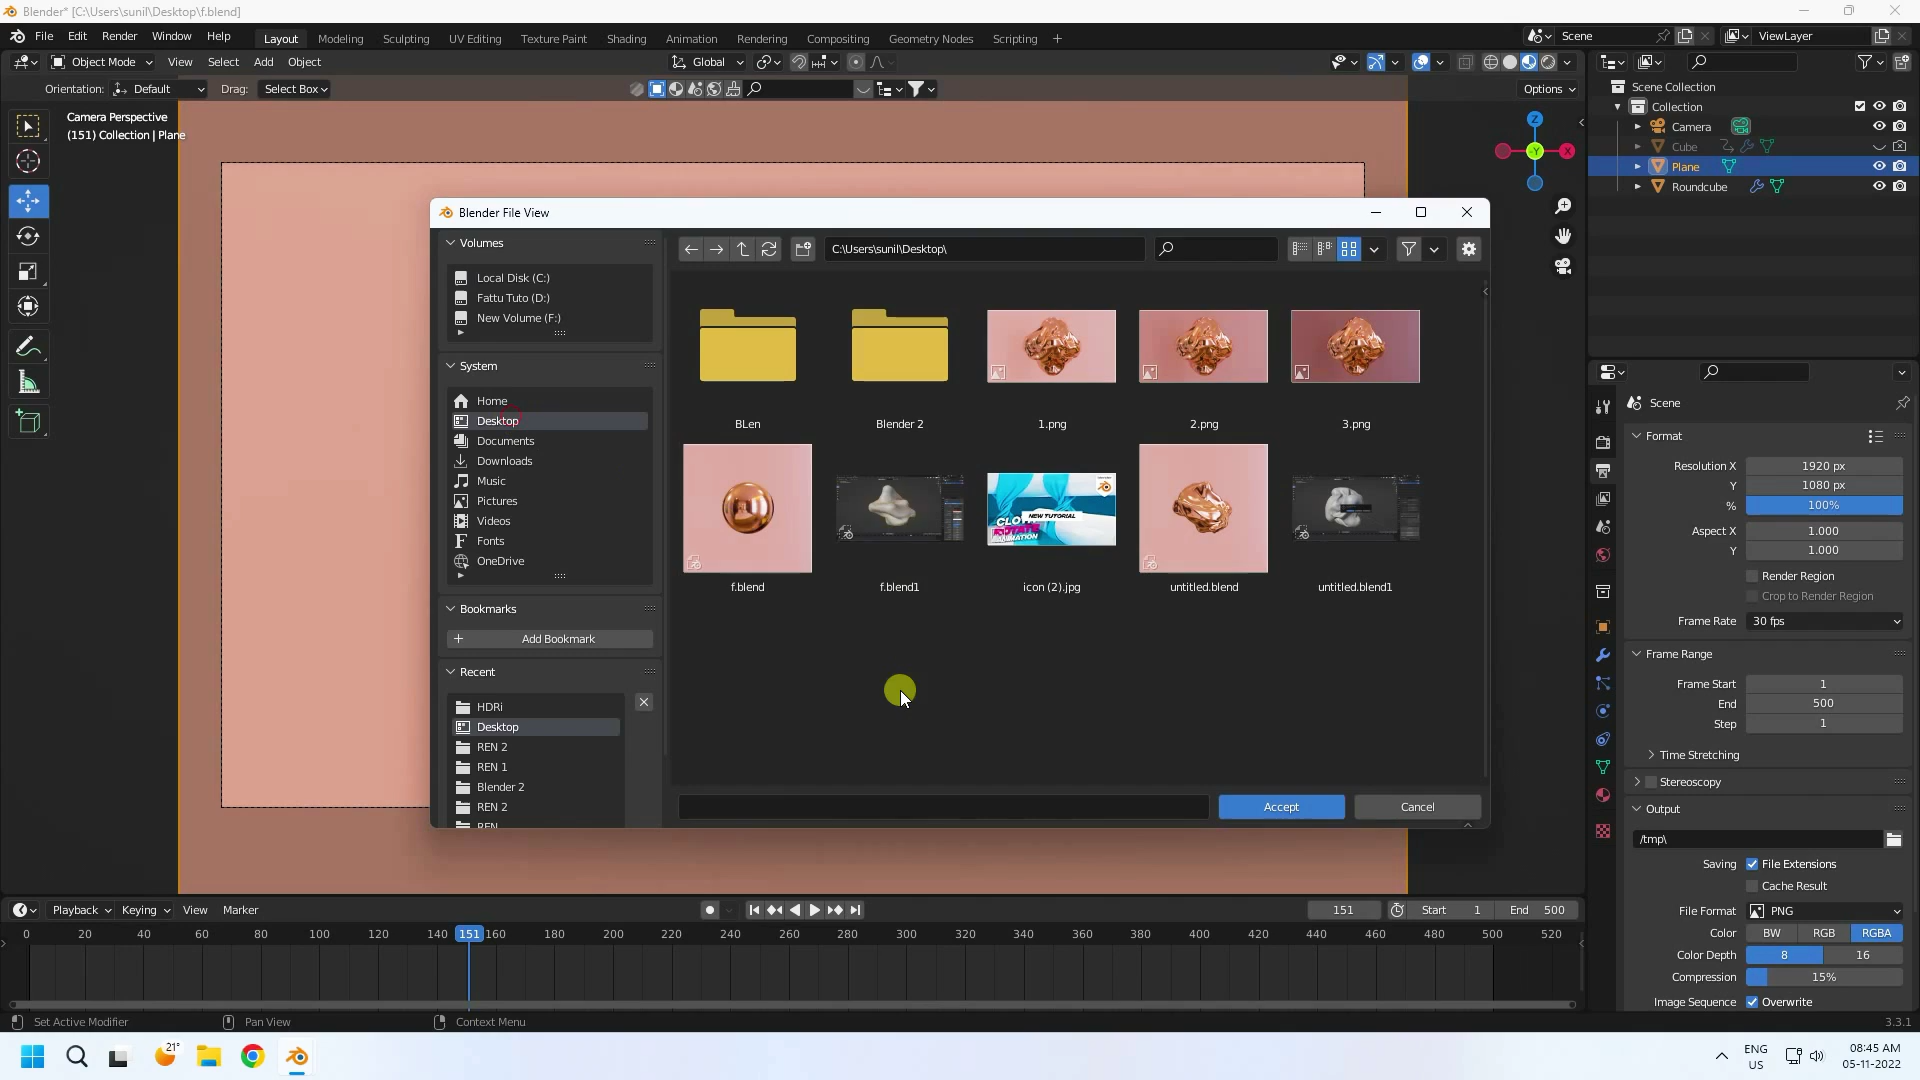 Blender* [C:\Users\sunil\Desktop\f.blend]
File Edit Render Window Help Layout Modeling Sculpting UV Editing Texture Paint Shading Animation Rendering Compositing Geometry Nodes Scripting + Scene ViewLayer
Object Mode View Select Add Object Global
Orientation: Default Drag: Select Box Options
Camera Perspective
(151) Collection | Plane
Z
-Y
X
Scene Collection
Collection
Camera
Cube
Plane
Roundcube
Blender File View
Volumes
Local Disk (C:)
Fattu Tuto (D:)
New Volume (F:)
System
Home
Desktop
Documents
Downloads
Music
Pictures
Videos
Fonts
OneDrive
Bookmarks
Add Bookmark
Recent
HDRi
Desktop
REN 2
REN 1
Blender 2
REN 2
REN
C:\Users\sunil\Desktop\
BLen
Blender 2
1.png
2.png
3.png
NEW TUTORIAL
f.blend
f.blend1
icon (2).jpg
untitled.blend
untitled.blend1
Accept
Cancel
Scene
Format
Resolution X 1920 px
Y 1080 px
% 100%
Aspect X 1.000
Y 1.000
Render Region
Crop to Render Region
Frame Rate 30 fps
Frame Range
Frame Start 1
End 500
Step 1
Time Stretching
Stereoscopy
Output
/tmp\
Saving File Extensions
Cache Result
File Format PNG
Color BW RGB RGBA
Color Depth 8 16
Compression 15%
Image Sequence Overwrite
Playback Keying View Marker 151 Start 1 End 500
0 20 40 60 80 100 120 140 151 160 180 200 220 240 260 280 300 320 340 360 380 400 420 440 460 480 500 520
Set Active Modifier Pan View Context Menu 3.3.1
21°
ENG
US
08:45 AM
05-11-2022